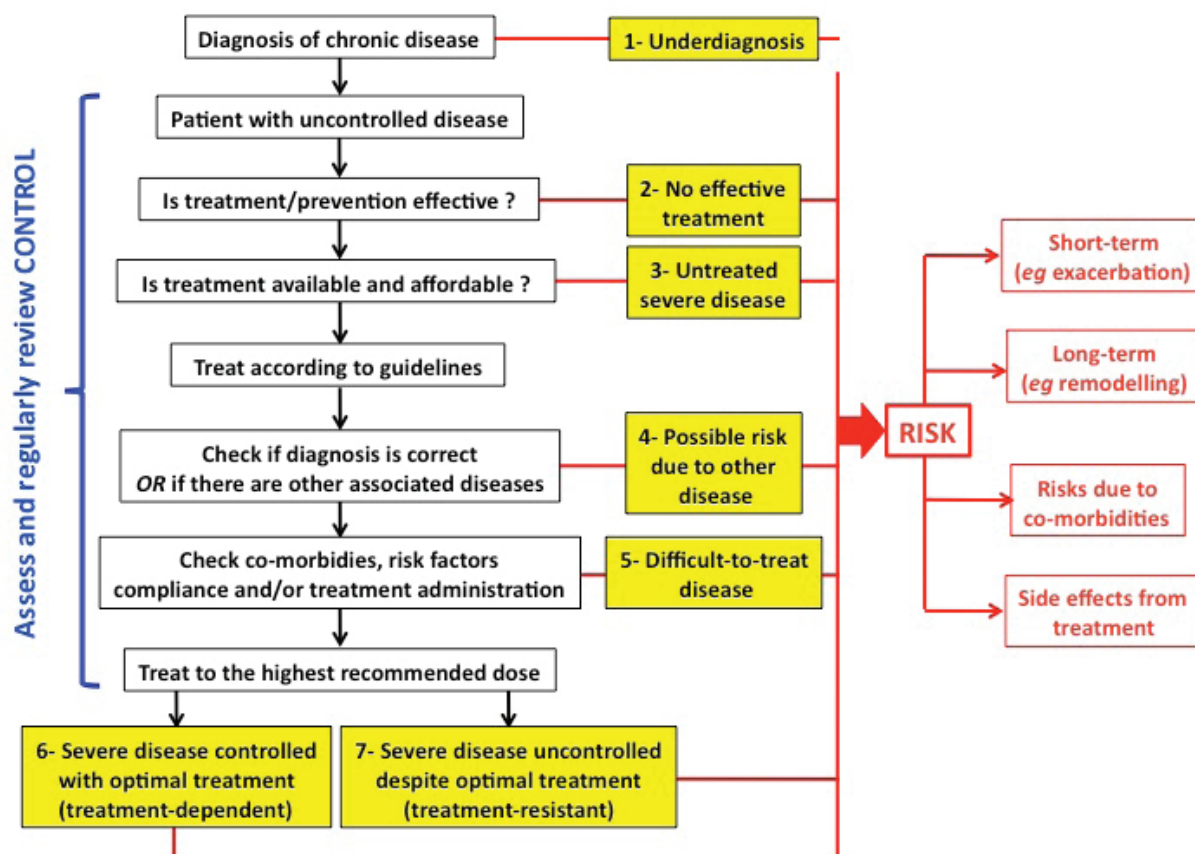 Diagnosis of chronic disease
1- Underdiagnosis
Patient with uncontrolled disease
Is treatment/prevention effective ?
2- No effective
treatment
Is treatment available and affordable ?
3- Untreated
severe disease
Treat according to guidelines
Check if diagnosis is correct
OR if there are other associated diseases
4- Possible risk
due to other
disease
Check co-morbidies, risk factors
compliance and/or treatment administration
5- Difficult-to-treat
disease
Treat to the highest recommended dose
6- Severe disease controlled
with optimal treatment
(treatment-dependent)
7- Severe disease uncontrolled
despite optimal treatment
(treatment-resistant)
Assess and regularly review CONTROL
RISK
Short-term
(eg exacerbation)
Long-term
(eg remodelling)
Risks due to
co-morbidities
Side effects from
treatment